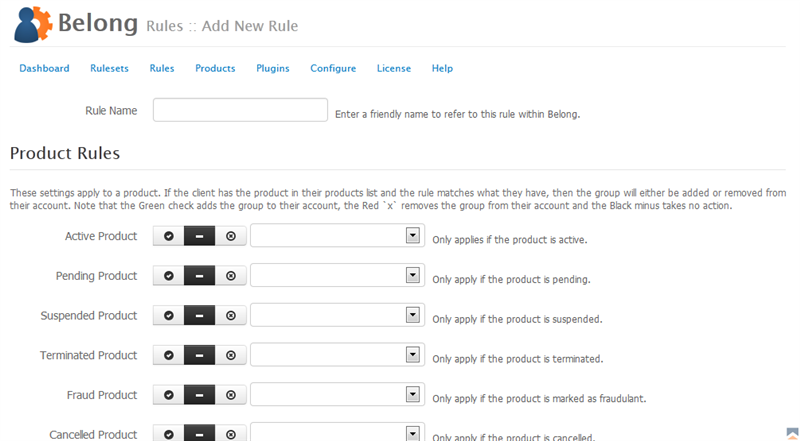 Belong Rules :: Add New Rule
Dashboard Rulesets Rules Products Plugins Configure License Help
Rule Name Enter a friendly name to refer to this rule within Belong.
Product Rules
These settings apply to a product. If the client has the product in their products list and the rule matches what they have, then the group will either be added or removed from
their account. Note that the Green check adds the group to their account, the Red `x` removes the group from their account and the Black minus takes no action.
Active Product Only applies if the product is active.
Pending Product Only apply if the product is pending.
Suspended Product Only apply if the product is suspended.
Terminated Product Only apply if the product is terminated.
Fraud Product Only apply if the product is marked as fraudulant.
Cancelled Product Only apply if the product is cancelled.